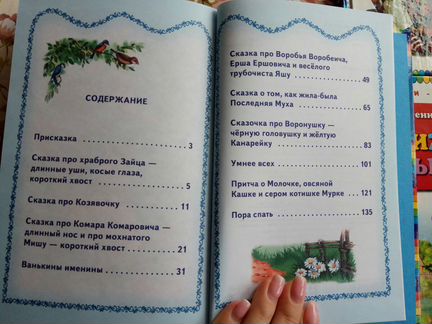 СОДЕРЖАНИЕ
Присказка .................... 3
Сказка про храброго Зайца —
длинные уши, косые глаза,
короткий хвост .................... 5
Сказка про Козявочку .......... 11
Сказка про Комара Комаровича —
длинный нос и про мохнатого
Мишу — короткий хвост ...... 21
Ванькины именины .......... 31
Сказка про Воробья Воробеича,
Ерша Ершовича и весёлого
трубочиста Яшу .......... 49
Сказка о том, как жила-была
Последняя Муха .......... 65
Сказочка про Воронушку —
чёрную головушку и жёлтую
Канарейку .......... 83
Умнее всех .......... 101
Притча о Молочке, овсяной
Кашке и сером котишке Мурке .. 121
Пора спать .......... 135